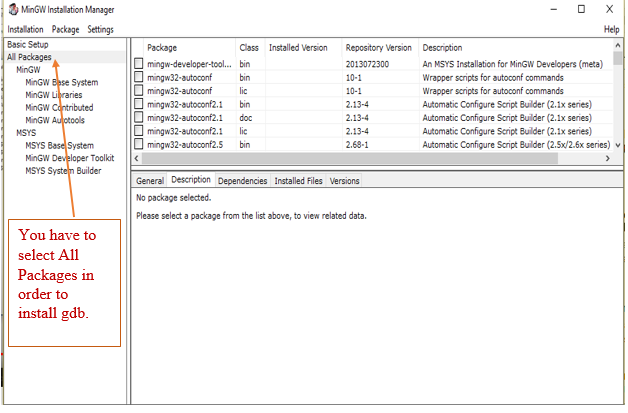 MinGW Installation Manager
Installation Package Settings Help
Basic Setup
All Packages
MinGW
MinGW Base System
MinGW Libraries
MinGW Contributed
MinGW Autotools
MSYS
MSYS Base System
MinGW Developer Toolkit
MSYS System Builder
Package Class Installed Version Repository Version Description
mingw-developer-tool... bin 2013072300 An MSYS Installation for MinGW Developers (meta)
mingw32-autoconf bin 10-1 Wrapper scripts for autoconf commands
mingw32-autoconf lic 10-1 Wrapper scripts for autoconf commands
mingw32-autoconf2.1 bin 2.13-4 Automatic Configure Script Builder (2.1x series)
mingw32-autoconf2.1 doc 2.13-4 Automatic Configure Script Builder (2.1x series)
mingw32-autoconf2.1 lic 2.13-4 Automatic Configure Script Builder (2.1x series)
mingw32-autoconf2.5 bin 2.68-1 Automatic Configure Script Builder (2.5x/2.6x series)
General Description Dependencies Installed Files Versions
No package selected.
Please select a package from the list above, to view related data.
You have to
select All
Packages in
order to
install gdb.